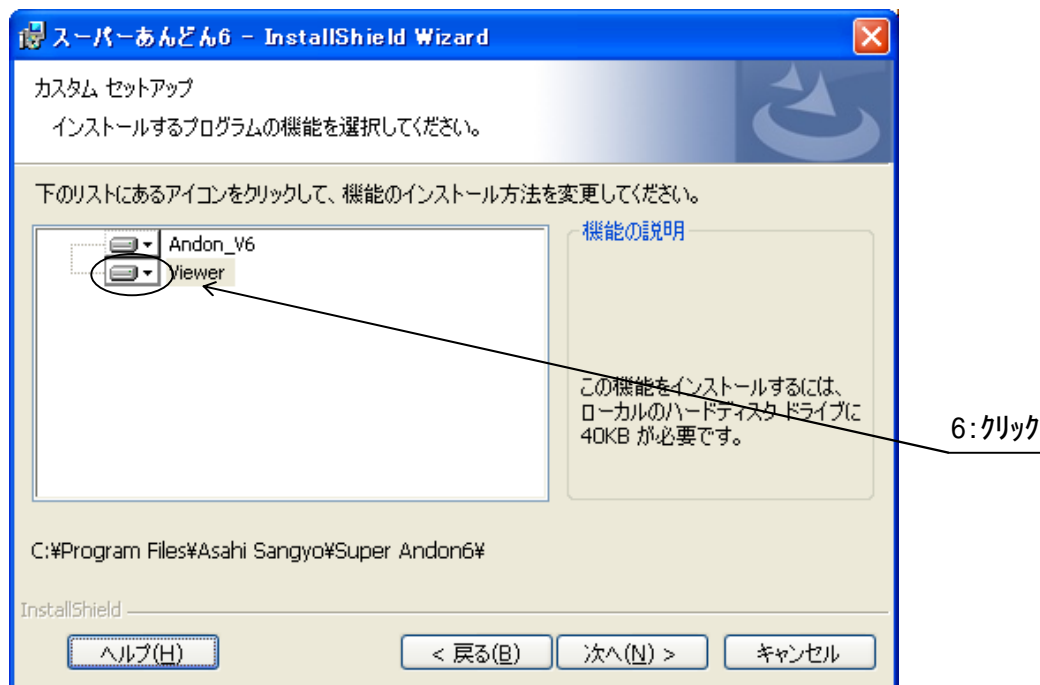 スーパーあんどん6 - InstallShield Wizard
カスタム セットアップ
インストールするプログラムの機能を選択してください。
下のリストにあるアイコンをクリックして、機能のインストール方法を変更してください。
Andon_V6
Viewer
機能の説明
この機能をインストールするには、
ローカルのハードディスク ドライブに
40KB が必要です。
6:クリック
C:¥Program Files¥Asahi Sangyo¥Super Andon6¥
InstallShield
ヘルプ(H)
< 戻る(B)
次へ(N) >
キャンセル